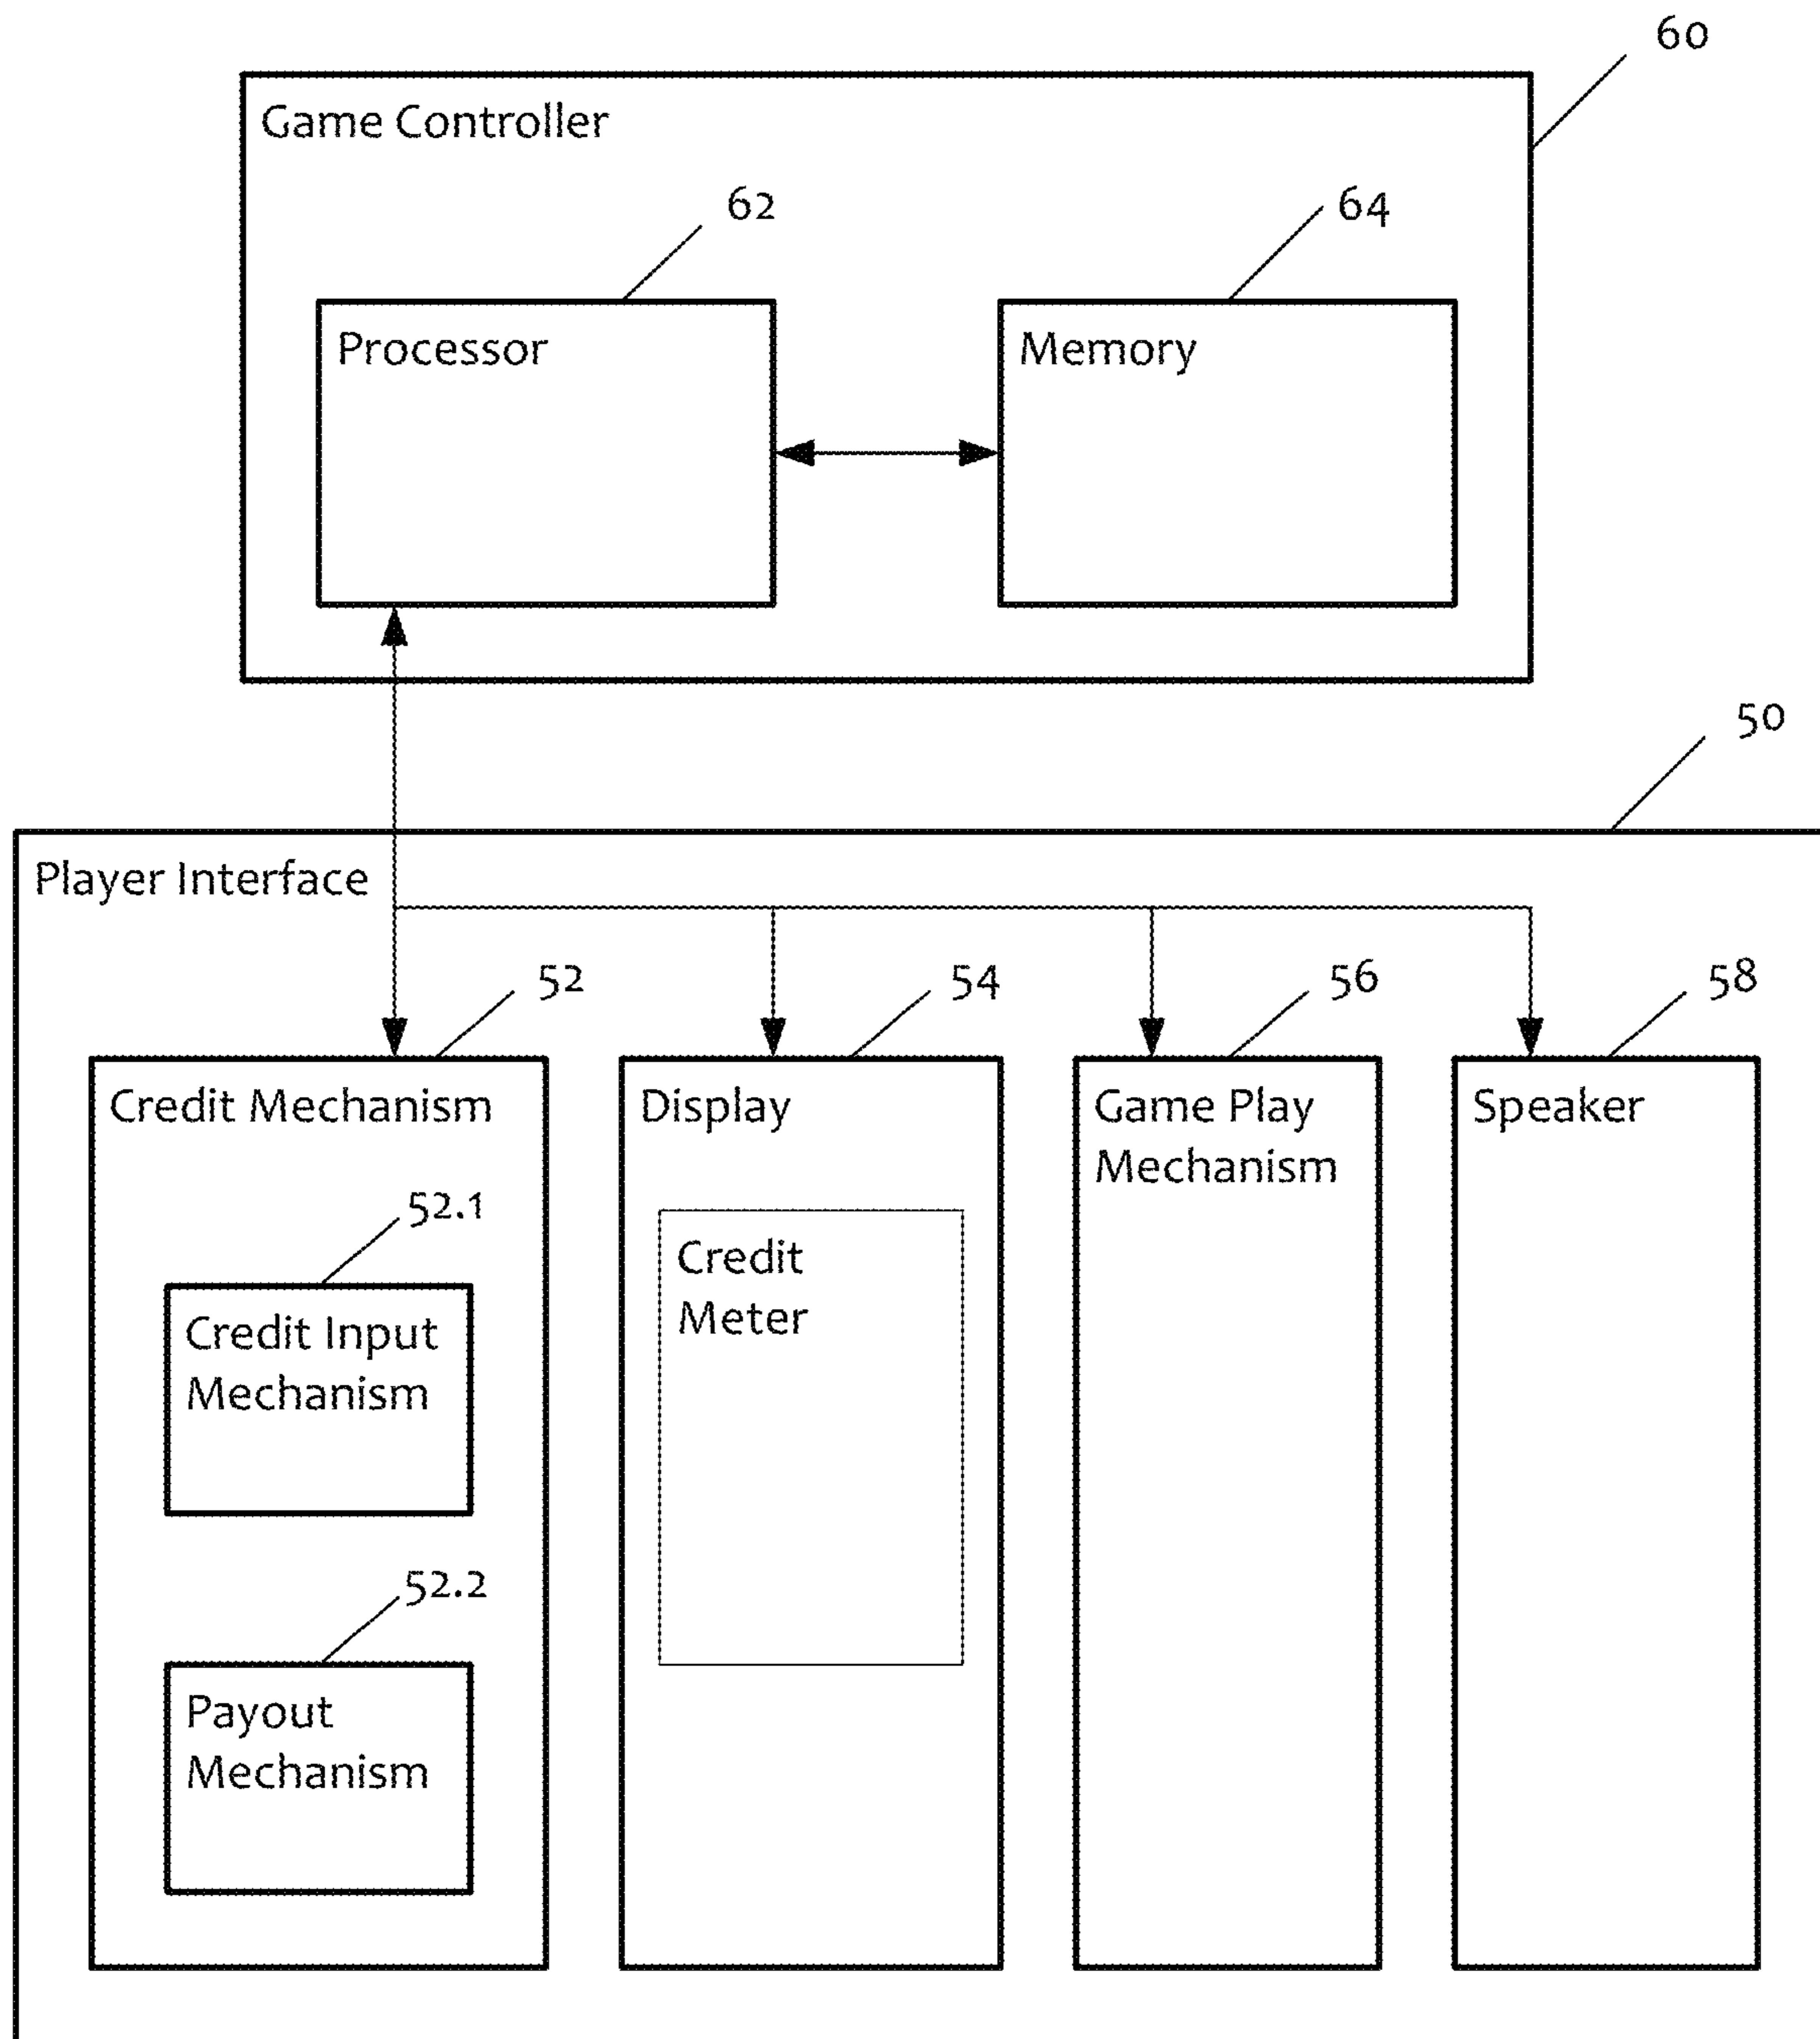 60
Game Controller
62
64
Processor
Memory
50
Player Interface
52
54
56
58
Credit Mechanism
Display
Game Play
Mechanism
Speaker
52.1
Credit Input
Mechanism
Credit
Meter
52.2
Payout
Mechanism